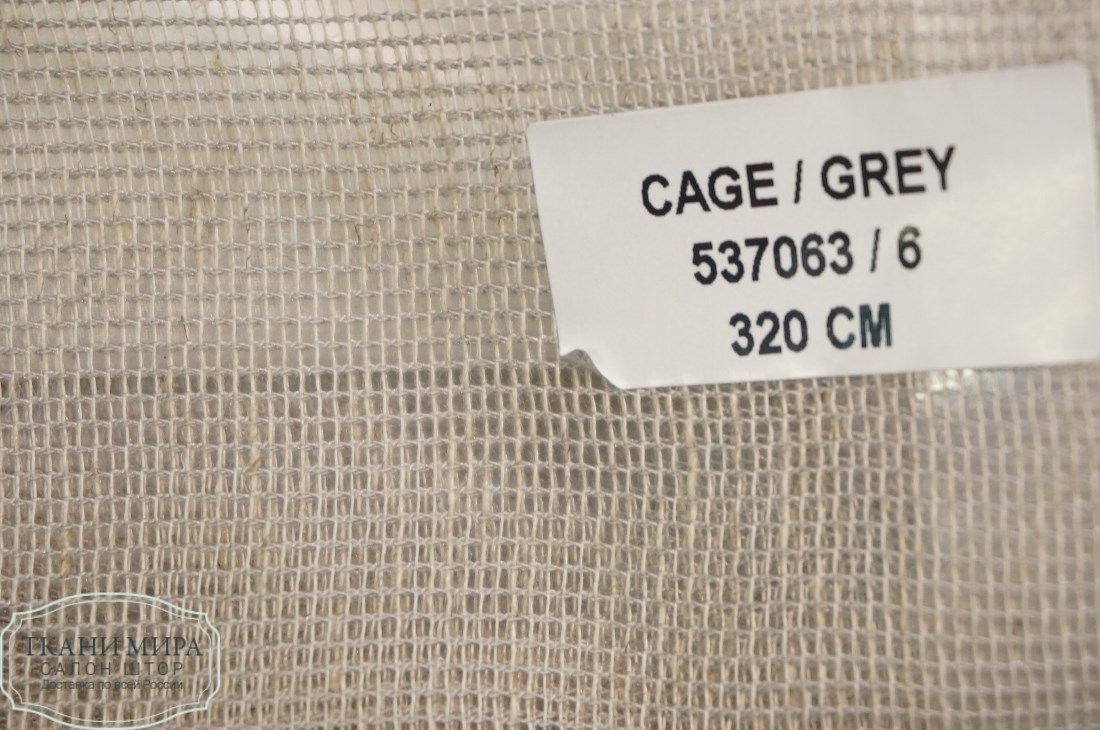 CAGE / GREY
537063 / 6
320 CM
ТКАНИ МИРА
САЛОН ШТОР
Доставка по всей России